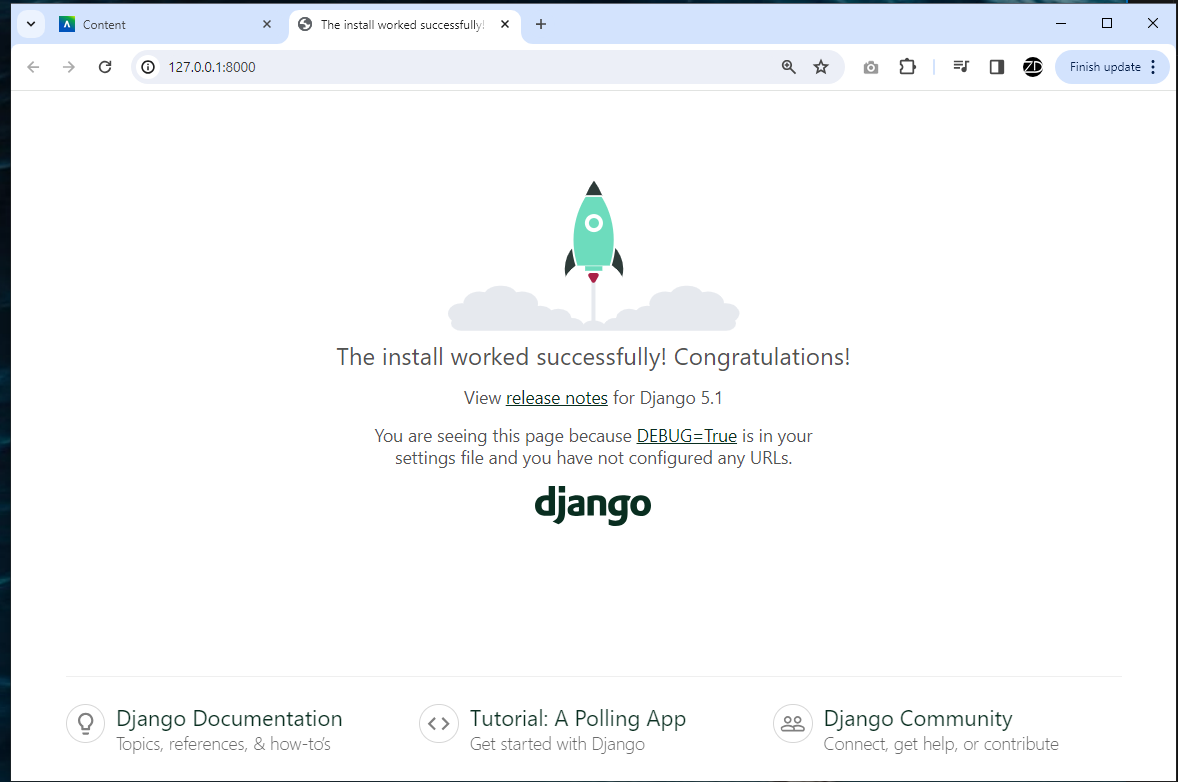 Content
The install worked successfully!
127.0.0.1:8000
ZD
Finish update
The install worked successfully! Congratulations!
View release notes for Django 5.1
You are seeing this page because DEBUG=True is in your
settings file and you have not configured any URLs.
django
Django Documentation
Topics, references, & how-to’s
Tutorial: A Polling App
Get started with Django
Django Community
Connect, get help, or contribute